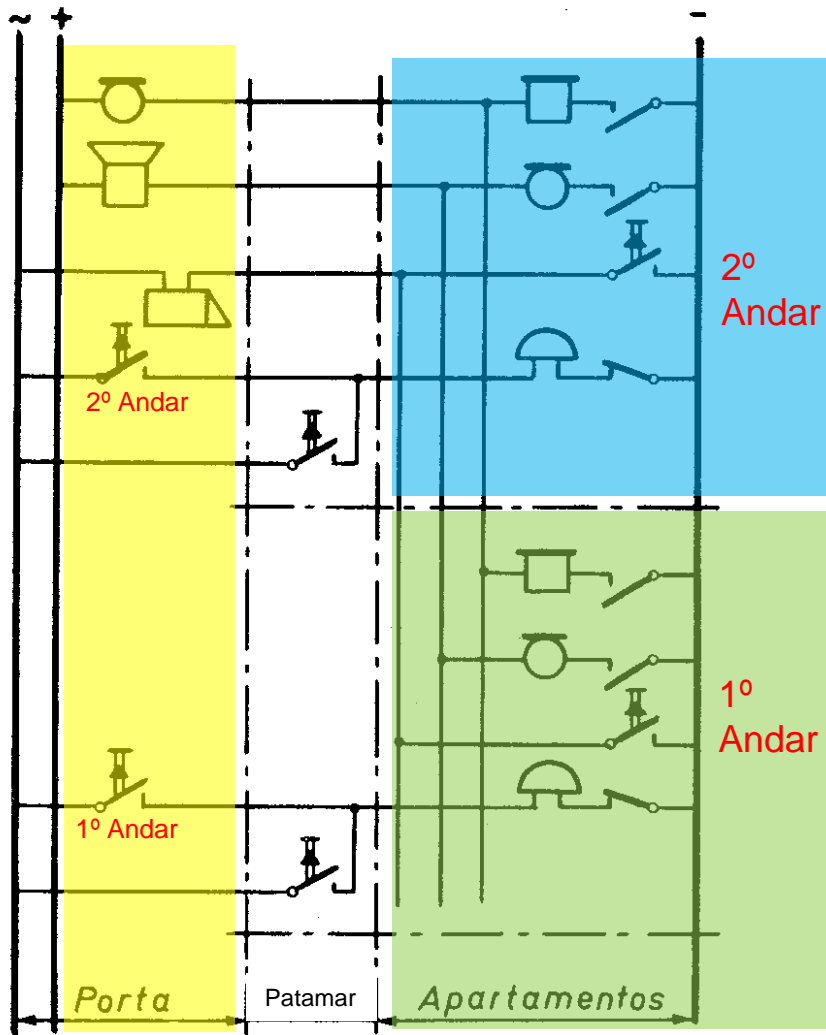 ~ + -
2º
Andar
2º Andar
1º
Andar
1º Andar
Porta
Patamar
Apartamentos